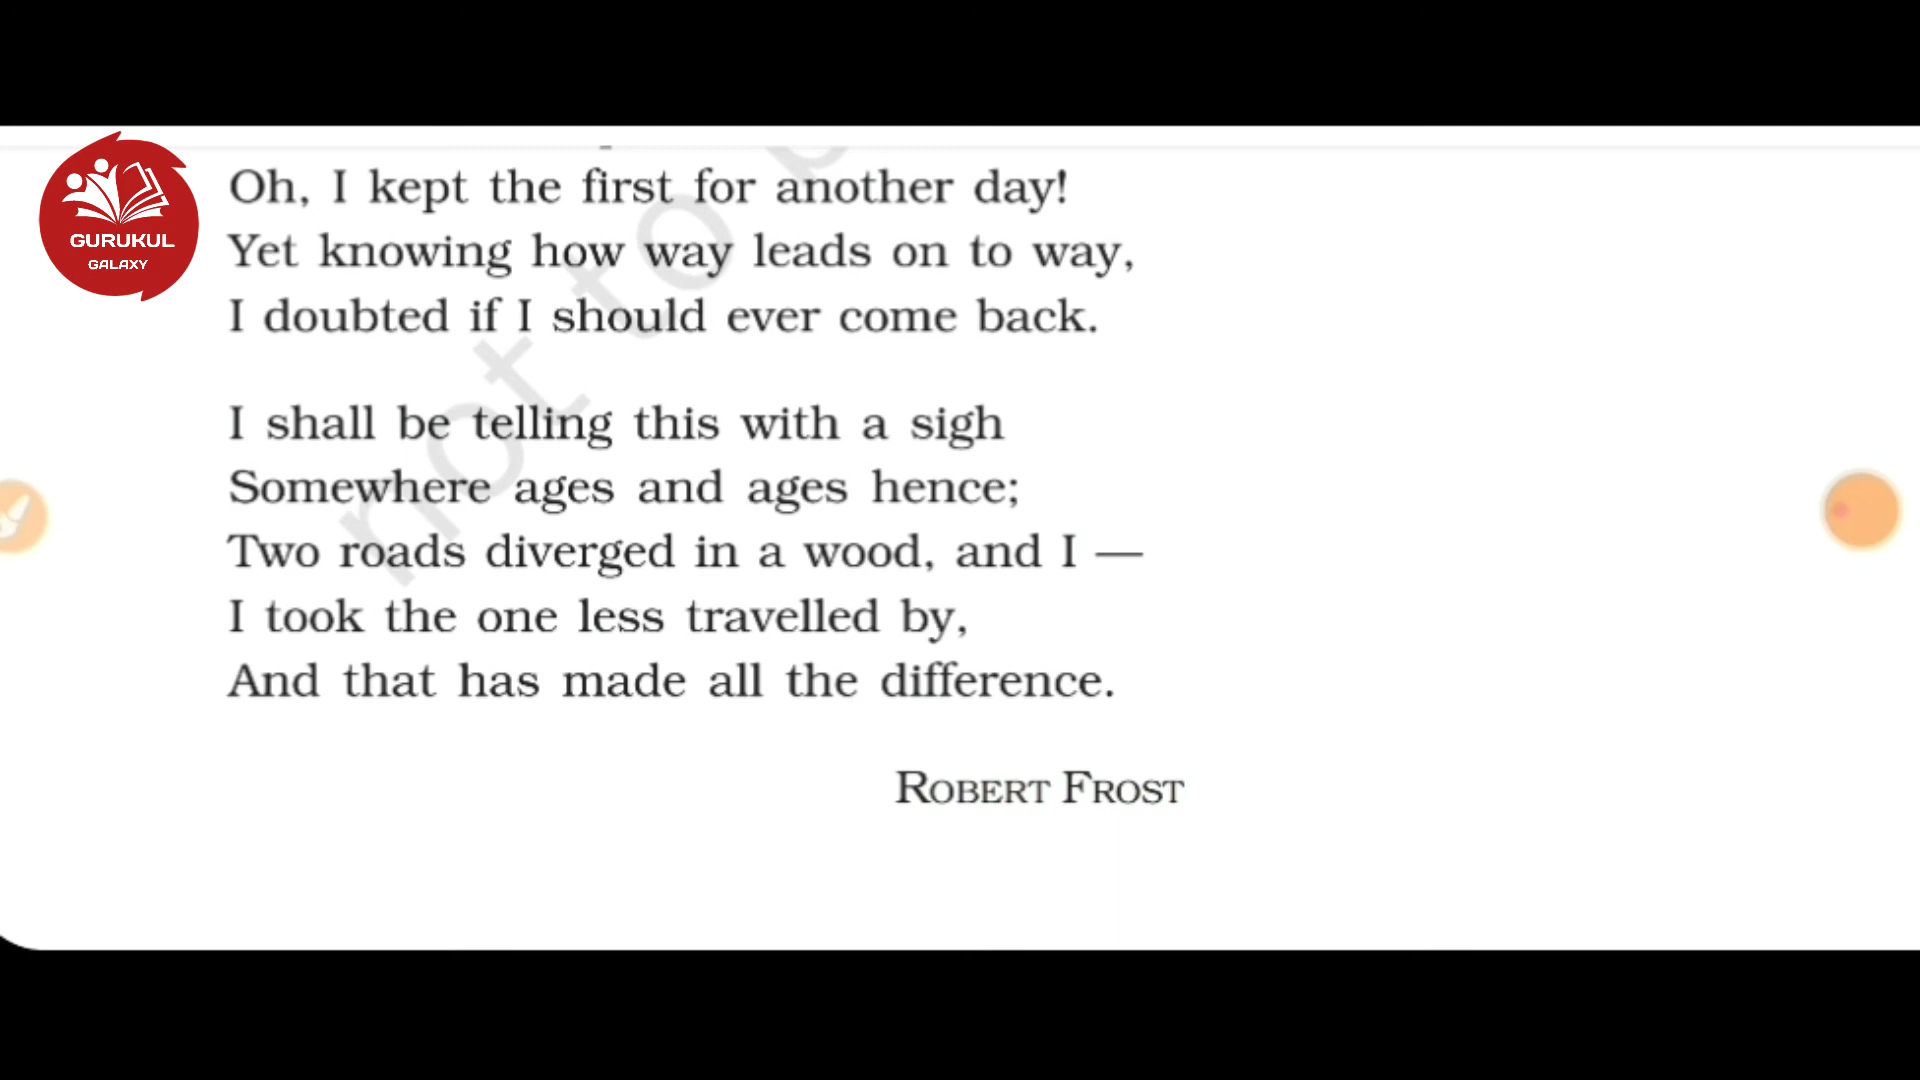 GURUKUL
GALAXY
Oh, I kept the first for another day!
Yet knowing how way leads on to way,
I doubted if I should ever come back.
I shall be telling this with a sigh
Somewhere ages and ages hence;
Two roads diverged in a wood, and I —
I took the one less travelled by,
And that has made all the difference.
ROBERT FROST
not to